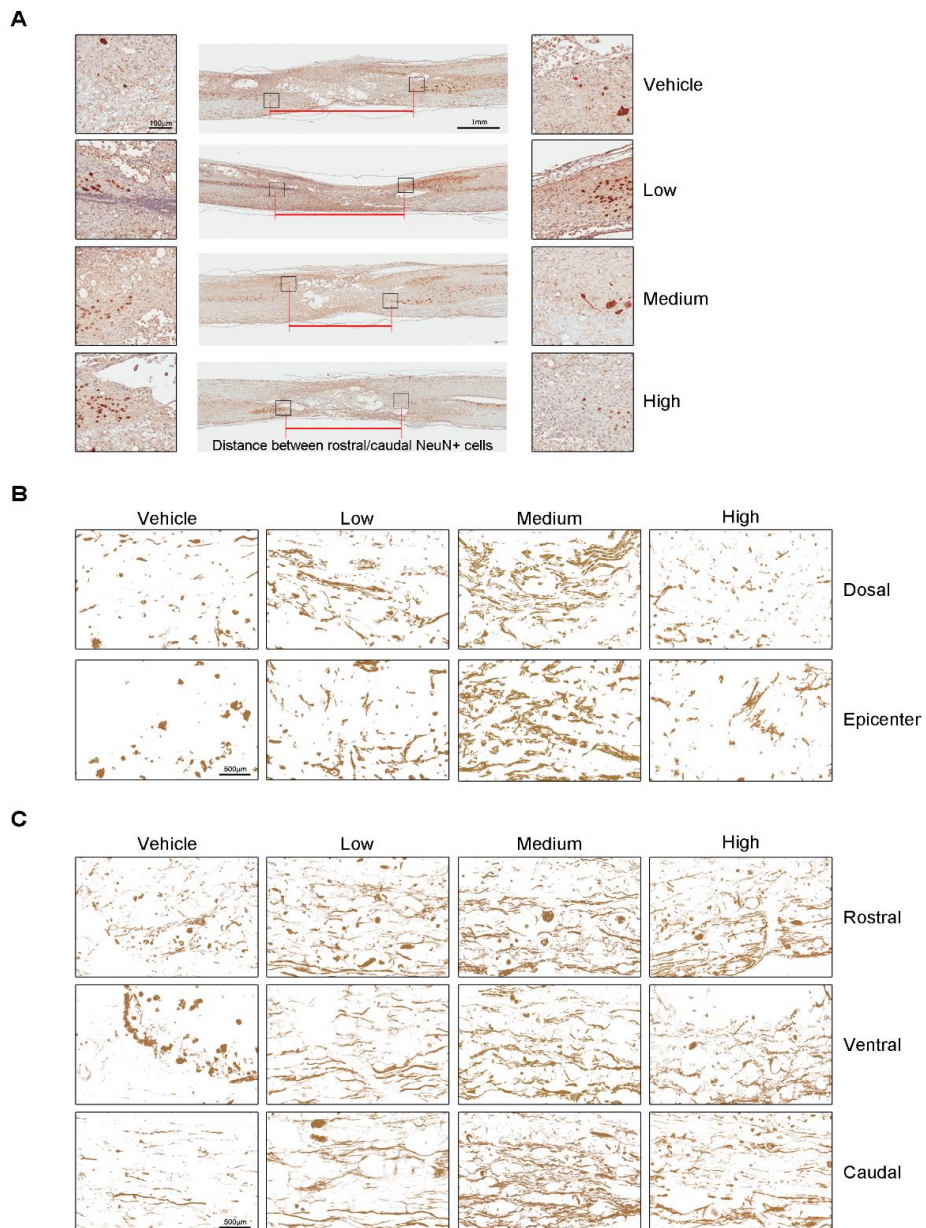 A
100µm
1mm
Vehicle
Low
Medium
Distance between rostral/caudal NeuN+ cells
High
B
Vehicle Low Medium High
Dosal
500µm
Epicenter
C
Vehicle Low Medium High
Rostral
Ventral
500µm
Caudal